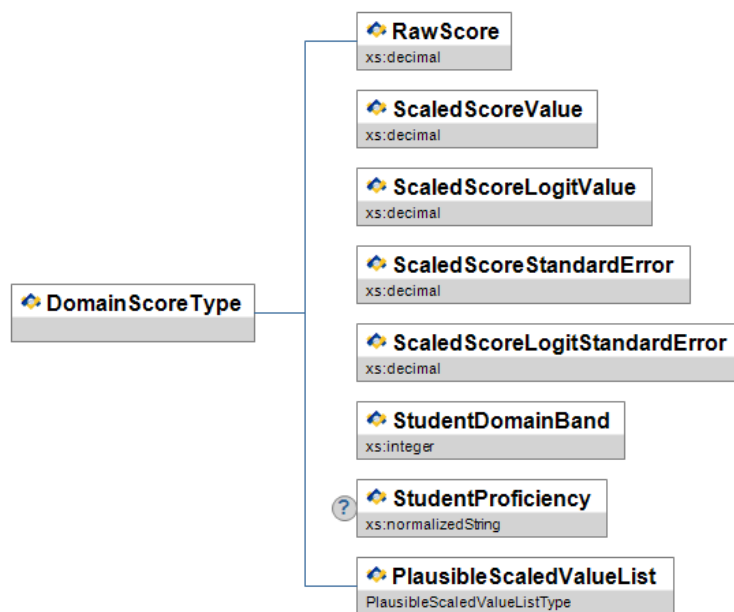 RawScore
xs:decimal
ScaledScoreValue
xs:decimal
ScaledScoreLogitValue
xs:decimal
ScaledScoreStandardError
xs:decimal
DomainScoreType
ScaledScoreLogitStandardError
xs:decimal
StudentDomainBand
xs:integer
?
StudentProficiency
xs:normalizedString
PlausibleScaledValueList
PlausibleScaledValueListType